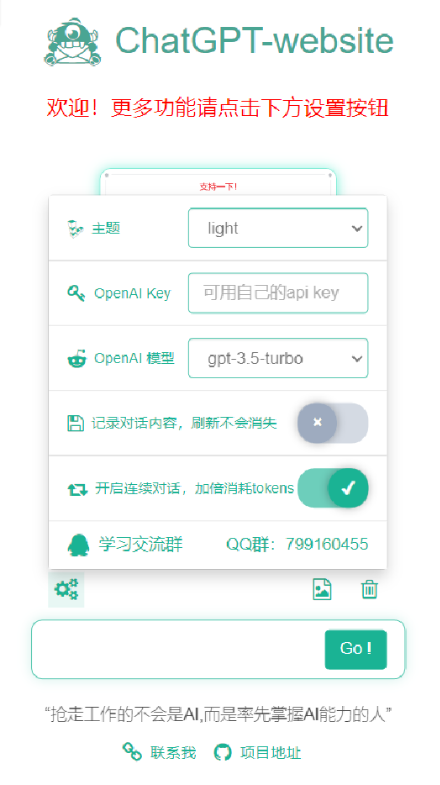 ChatGPT-website
欢迎！更多功能请点击下方设置按钮
支持一下！
主题 light
OpenAI Key 可用自己的api key
OpenAI 模型 gpt-3.5-turbo
记录对话内容，刷新不会消失
开启连续对话，加倍消耗tokens
学习交流群 QQ群：799160455
Go !
“抢走工作的不会是AI,而是率先掌握AI能力的人”
联系我 项目地址